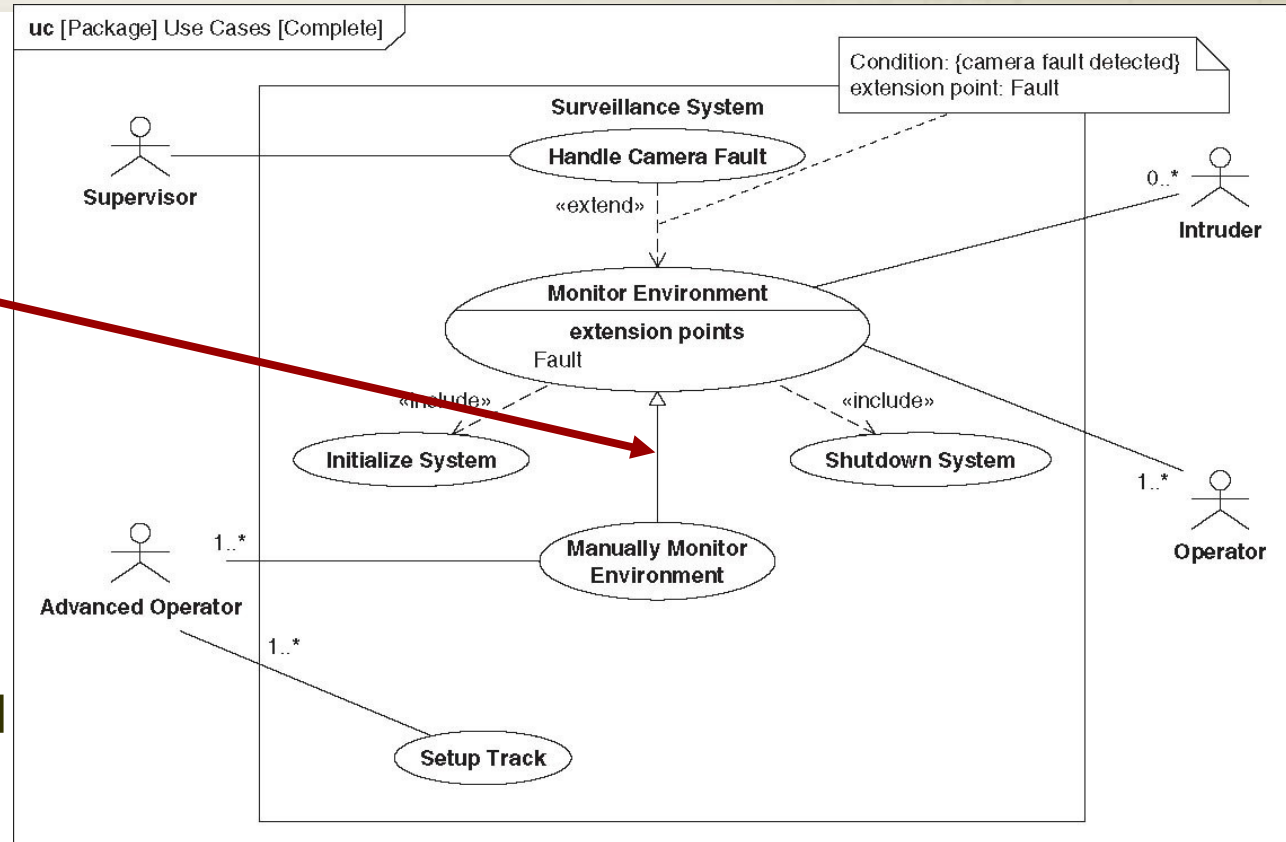 uc [Package] Use Cases [Complete]
Condition: {camera fault detected}
extension point: Fault
Surveillance System
Handle Camera Fault
Supervisor
«extend»
0..*
Intruder
Monitor Environment
extension points
Fault
«include»
«include»
Initialize System
Shutdown System
1..*
Operator
1..*
Manually Monitor
Environment
Advanced Operator
1..*
Setup Track